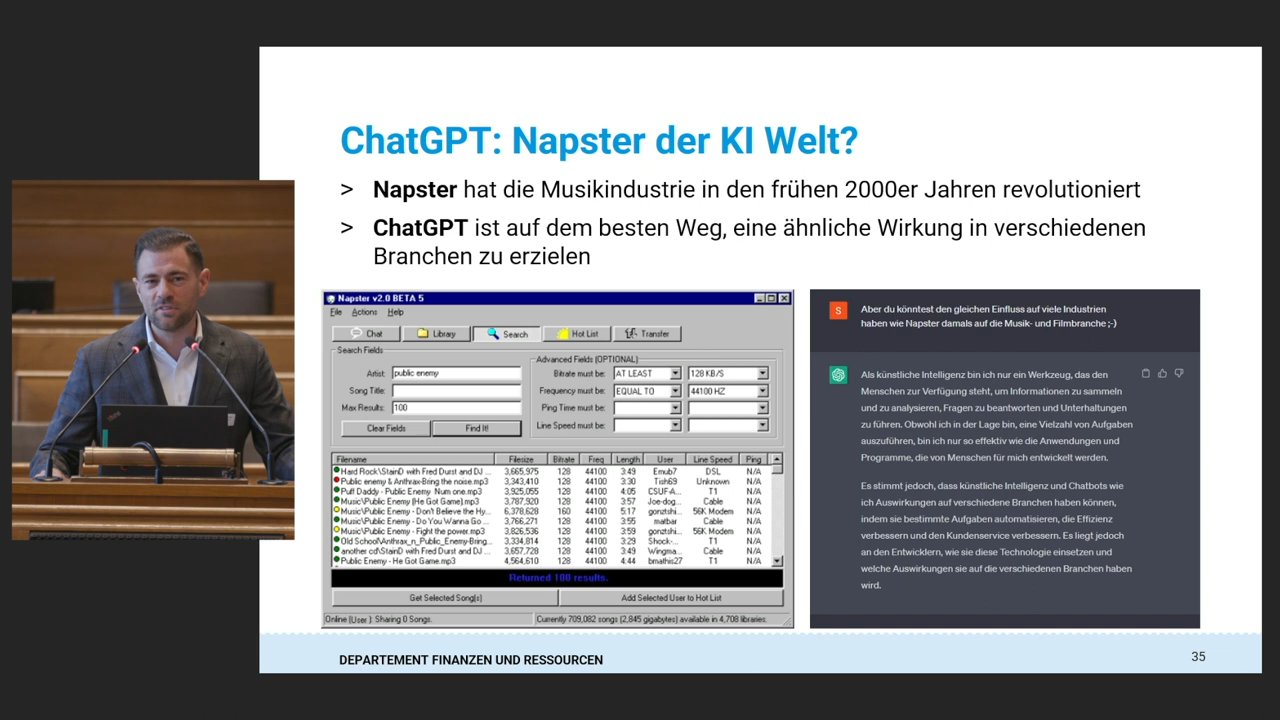 ChatGPT: Napster der KI Welt?
> Napster hat die Musikindustrie in den frühen 2000er Jahren revolutioniert
> ChatGPT ist auf dem besten Weg, eine ähnliche Wirkung in verschiedenen
Branchen zu erzielen
Napster v2.0 BETA 5
File Actions Help
Chat Library Search Hot List Transfer
Search Fields
Artist: public enemy
Song Title:
Max Results: 100
Clear Fields Find It!
Advanced Fields (OPTIONAL)
Bitrate must be: AT LEAST 128 KB/S
Frequency must be: EQUAL TO 44100 HZ
Ping Time must be:
Line Speed must be:
Filename Filesize Bitrate Freq Length User Line Speed Ping
Hard Rock\StainD with Fred Durst and DJ ... 3,665,975 128 44100 3:49 Emub7 DSL N/A
Public enemy & Anthrax-Bring the noise.mp3 3,343,410 128 44100 3:30 Tish69 Unknown N/A
Puff Daddy - Public Enemy Num one.mp3 3,925,055 128 44100 4:05 CSUF-A... T1 N/A
Music\Public Enemy (He Got Game).mp3 3,787,920 128 44100 3:57 Joe-dog... Cable N/A
Music\Public Enemy - Don't Believe the Hy... 6,378,628 160 44100 5:17 gonztshi... 56K Modem N/A
Music\Public Enemy - Do You Wanna Go ... 3,766,271 128 44100 3:55 matbar Cable N/A
Music\Public Enemy - Fight the power.mp3 3,826,536 128 44100 3:59 gonztshi... 56K Modem N/A
Old School\Anthrax_n_Public_Enemy-Bring... 3,334,814 128 44100 3:29 Shock-... T1 N/A
another cd\StainD with Fred Durst and DJ ... 3,657,728 128 44100 3:49 Wingma... Cable N/A
Public Enemy - He Got Game.mp3 4,564,610 128 44100 4:44 bmathis27 T1 N/A
Returned 100 results.
Get Selected Song(s) Add Selected User to Hot List
Online (User ): Sharing 0 Songs. Currently 709,082 songs (2,845 gigabytes) available in 4,708 libraries.
S
Aber du könntest den gleichen Einfluss auf viele Industrien
haben wie Napster damals auf die Musik- und Filmbranche ;-)
Als künstliche Intelligenz bin ich nur ein Werkzeug, das den
Menschen zur Verfügung steht, um Informationen zu sammeln
und zu analysieren, Fragen zu beantworten und Unterhaltungen
zu führen. Obwohl ich in der Lage bin, eine Vielzahl von Aufgaben
auszuführen, bin ich nur so effektiv wie die Anwendungen und
Programme, die von Menschen für mich entwickelt werden.
Es stimmt jedoch, dass künstliche Intelligenz und Chatbots wie
ich Auswirkungen auf verschiedene Branchen haben können,
indem sie bestimmte Aufgaben automatisieren, die Effizienz
verbessern und den Kundenservice verbessern. Es liegt jedoch
an den Entwicklern, wie sie diese Technologie einsetzen und
welche Auswirkungen sie auf die verschiedenen Branchen haben
wird.
DEPARTEMENT FINANZEN UND RESSOURCEN
35